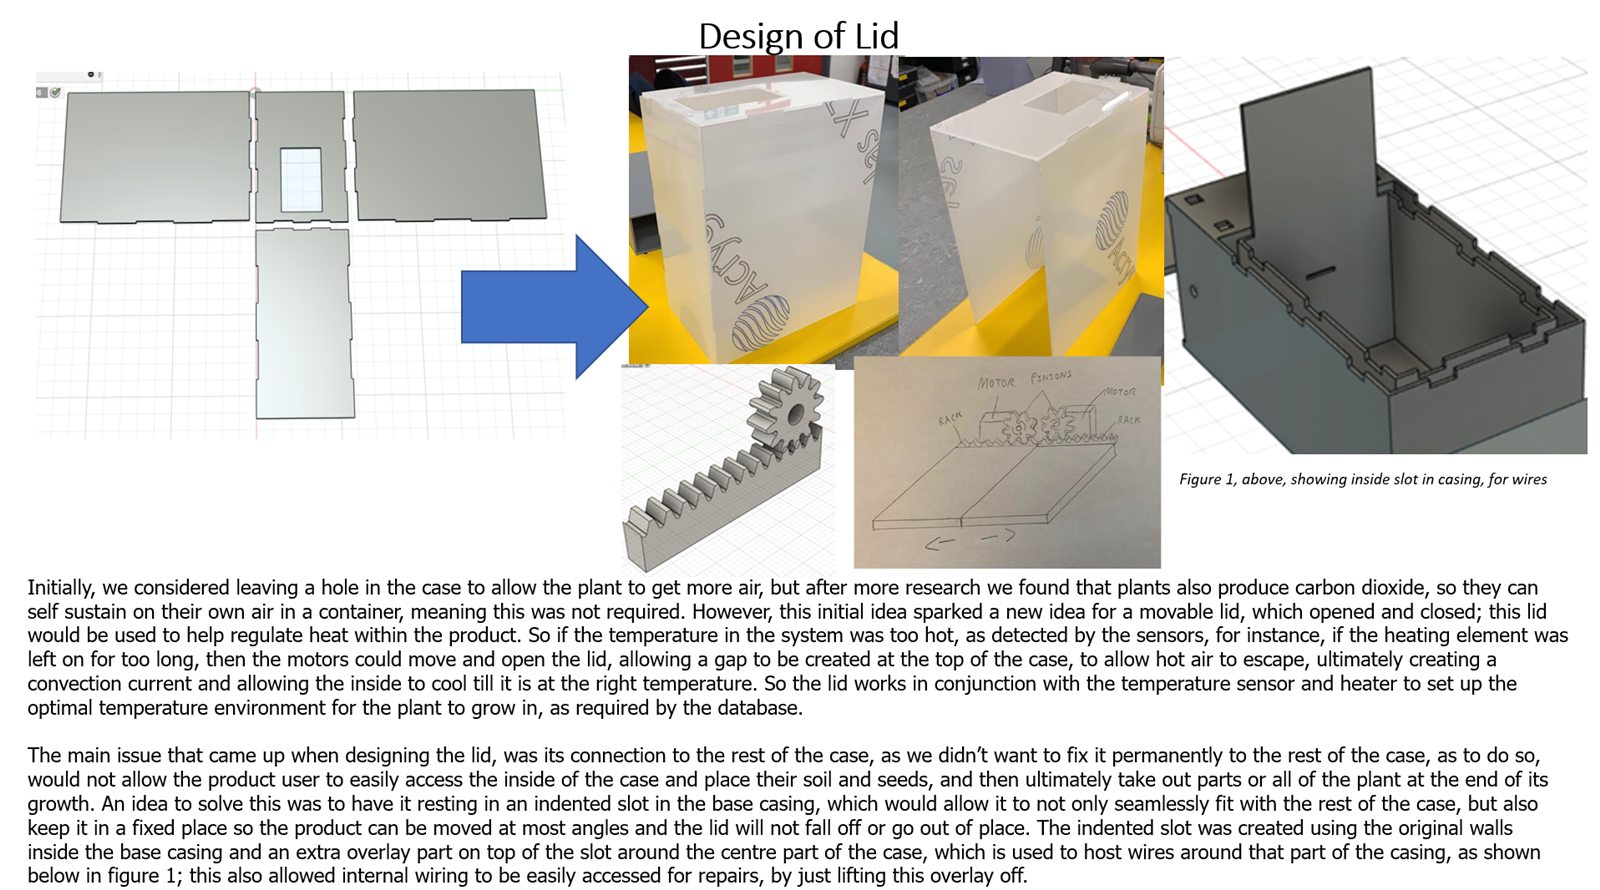 Design of Lid
Acrylic
MOTOR PINSONS
MOTOR
RACK
RACK
Figure 1, above, showing inside slot in casing, for wires
Initially, we considered leaving a hole in the case to allow the plant to get more air, but after more research we found that plants also produce carbon dioxide, so they can
self sustain on their own air in a container, meaning this was not required. However, this initial idea sparked a new idea for a movable lid, which opened and closed; this lid
would be used to help regulate heat within the product. So if the temperature in the system was too hot, as detected by the sensors, for instance, if the heating element was
left on for too long, then the motors could move and open the lid, allowing a gap to be created at the top of the case, to allow hot air to escape, ultimately creating a
convection current and allowing the inside to cool till it is at the right temperature. So the lid works in conjunction with the temperature sensor and heater to set up the
optimal temperature environment for the plant to grow in, as required by the database.
The main issue that came up when designing the lid, was its connection to the rest of the case, as we didn’t want to fix it permanently to the rest of the case, as to do so,
would not allow the product user to easily access the inside of the case and place their soil and seeds, and then ultimately take out parts or all of the plant at the end of its
growth. An idea to solve this was to have it resting in an indented slot in the base casing, which would allow it to not only seamlessly fit with the rest of the case, but also
keep it in a fixed place so the product can be moved at most angles and the lid will not fall off or go out of place. The indented slot was created using the original walls
inside the base casing and an extra overlay part on top of the slot around the centre part of the case, which is used to host wires around that part of the casing, as shown
below in figure 1; this also allowed internal wiring to be easily accessed for repairs, by just lifting this overlay off.